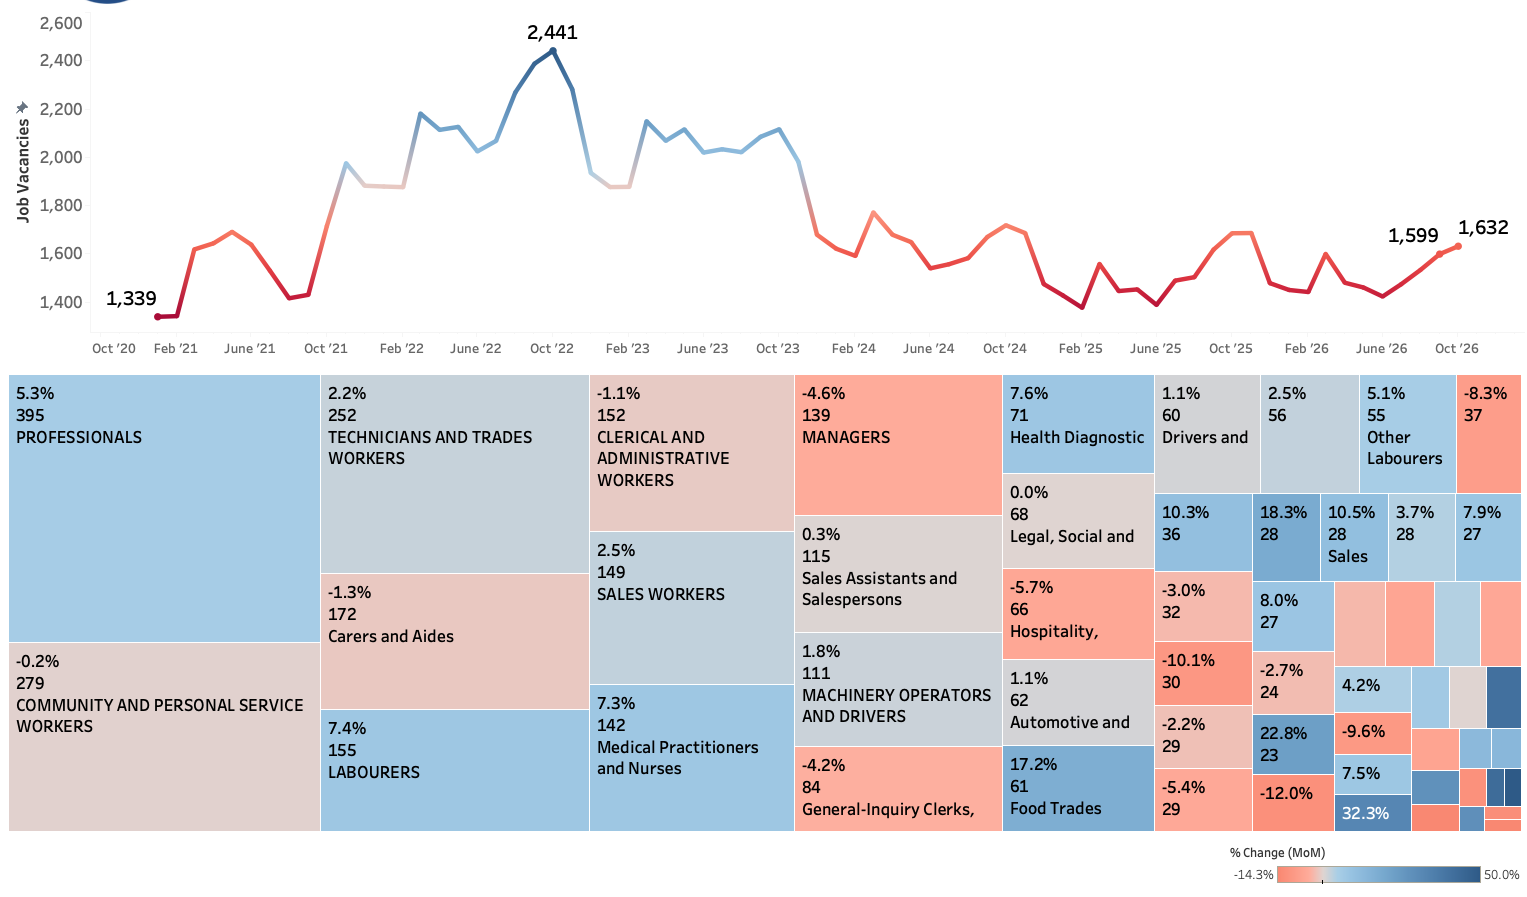 2,600
2,400
2,200
2,000
1,800
1,600
1,400
Job Vacancies
1,339
2,441
1,599
1,632
Oct '20
Feb '21
June '21
Oct '21
Feb '22
June '22
Oct '22
Feb '23
June '23
Oct '23
Feb '24
June '24
Oct '24
Feb '25
June '25
Oct '25
Feb '26
June '26
Oct '26
5.3%
395
PROFESSIONALS
-0.2%
279
COMMUNITY AND PERSONAL SERVICE
WORKERS
2.2%
252
TECHNICIANS AND TRADES
WORKERS
-1.3%
172
Carers and Aides
7.4%
155
LABOURERS
-1.1%
152
CLERICAL AND
ADMINISTRATIVE
WORKERS
2.5%
149
SALES WORKERS
7.3%
142
Medical Practitioners
and Nurses
-4.6%
139
MANAGERS
0.3%
115
Sales Assistants and
Salespersons
1.8%
111
MACHINERY OPERATORS
AND DRIVERS
-4.2%
84
General-Inquiry Clerks,
7.6%
71
Health Diagnostic
0.0%
68
Legal, Social and
-5.7%
66
Hospitality,
1.1%
62
Automotive and
17.2%
61
Food Trades
1.1%
60
Drivers and
2.5%
56
5.1%
55
Other
Labourers
-8.3%
37
10.3%
36
-3.0%
32
-10.1%
30
-2.2%
29
-5.4%
29
18.3%
28
10.5%
28
Sales
3.7%
28
7.9%
27
8.0%
27
-2.7%
24
22.8%
23
-12.0%
4.2%
-9.6%
7.5%
32.3%
% Change (MoM)
-14.3%
50.0%